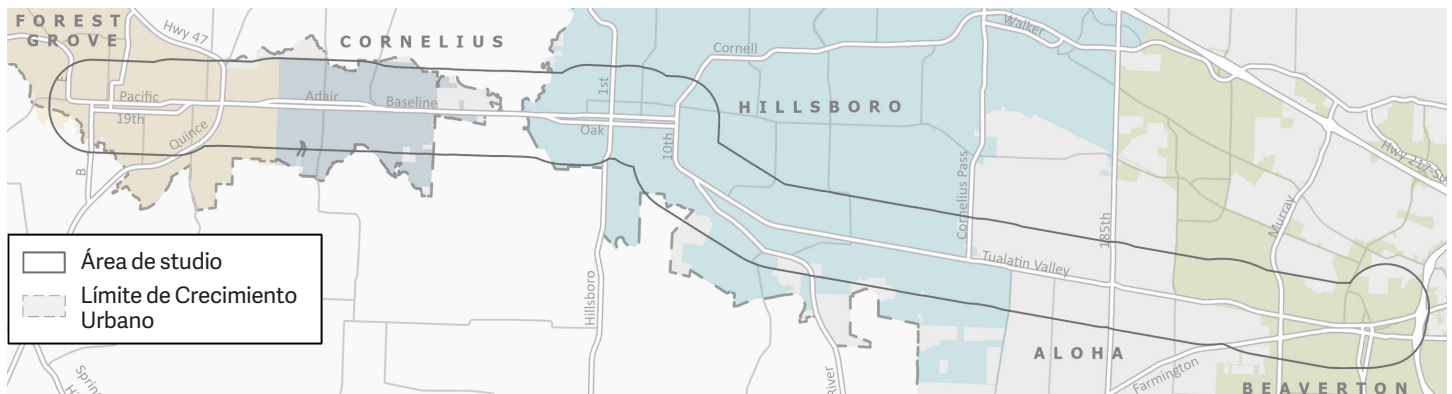 FOREST
GROVE
Hwy 47
CORNELIUS
Walker
Cornell
1st
HILLSBORO
Pacific
Adair
Baseline
19th
Quince
Oak
10th
B
Hwy 217-Su
Cornelius Pass
185th
Murray
Área de studio
Límite de Crecimiento
Urbano
Tualatin Valley
Hillsboro
ALOHA
River
Farmington
BEAVERTON